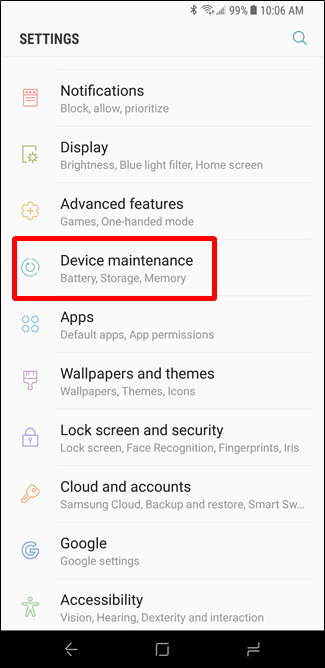 99% 10:06 AM
SETTINGS
Notifications
Block, allow, prioritize
Display
Brightness, Blue light filter, Home screen
Advanced features
Games, One-handed mode
Device maintenance
Battery, Storage, Memory
Apps
Default apps, App permissions
Wallpapers and themes
Wallpapers, Themes, Icons
Lock screen and security
Lock screen, Face Recognition, Fingerprints, Iris
Cloud and accounts
Samsung Cloud, Backup and restore, Smart Sw...
Google
Google settings
Accessibility
Vision, Hearing, Dexterity and interaction